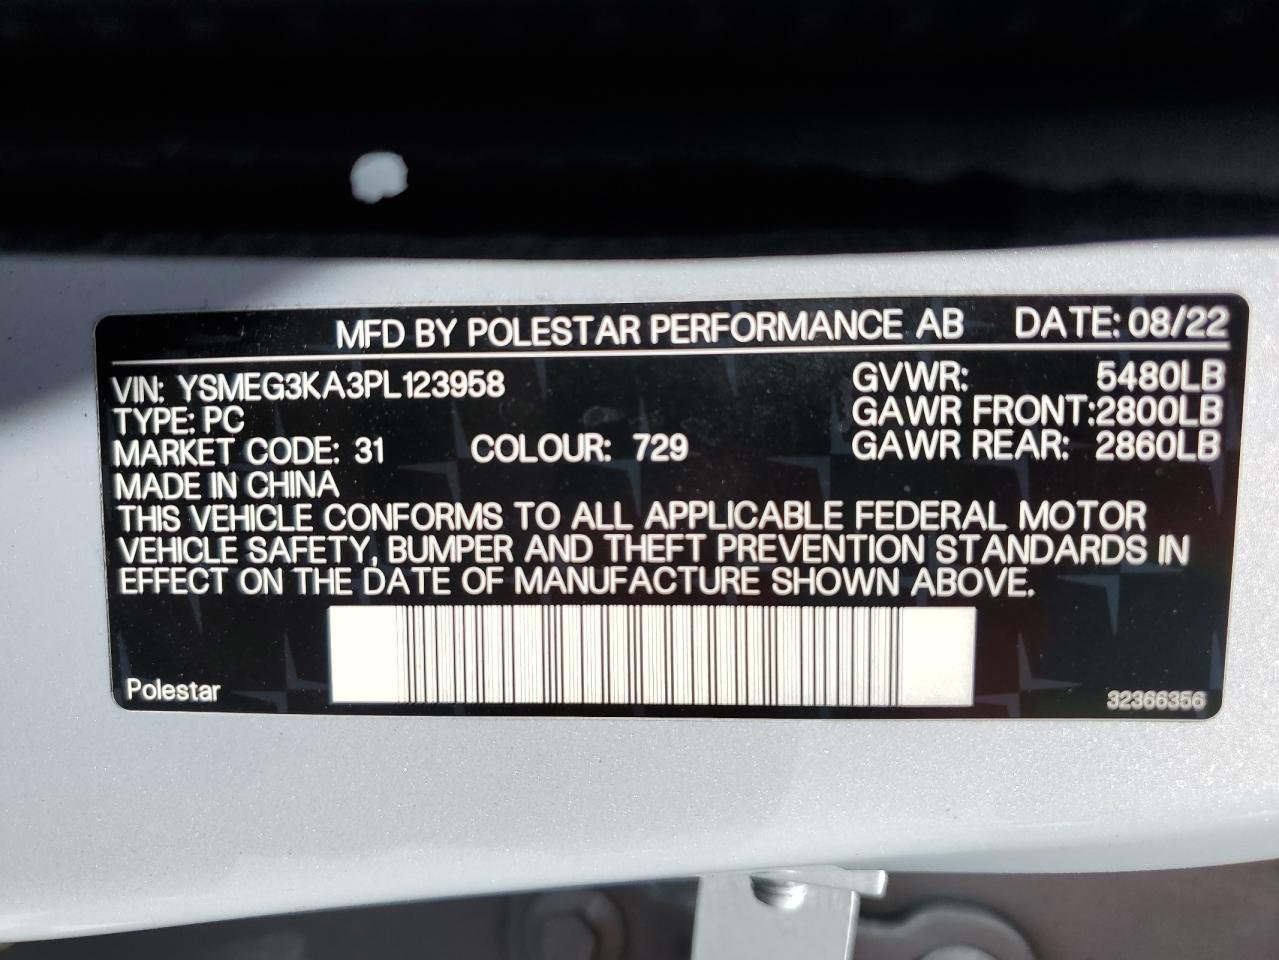 MFD BY POLESTAR PERFORMANCE AB DATE: 08/22
VIN: YSMEG3KA3PL123958 GVWR: 5480LB
TYPE: PC GAWR FRONT:2800LB
MARKET CODE: 31 COLOUR: 729 GAWR REAR: 2860LB
MADE IN CHINA
THIS VEHICLE CONFORMS TO ALL APPLICABLE FEDERAL MOTOR
VEHICLE SAFETY, BUMPER AND THEFT PREVENTION STANDARDS IN
EFFECT ON THE DATE OF MANUFACTURE SHOWN ABOVE.
Polestar 32366356